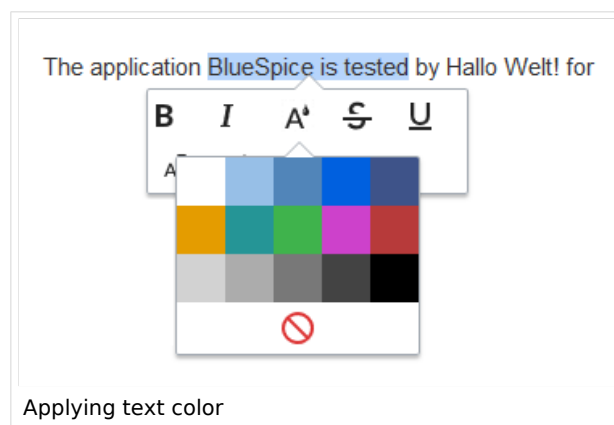 The application BlueSpice is tested by Hallo Welt! for
B I A S U
A
Applying text color